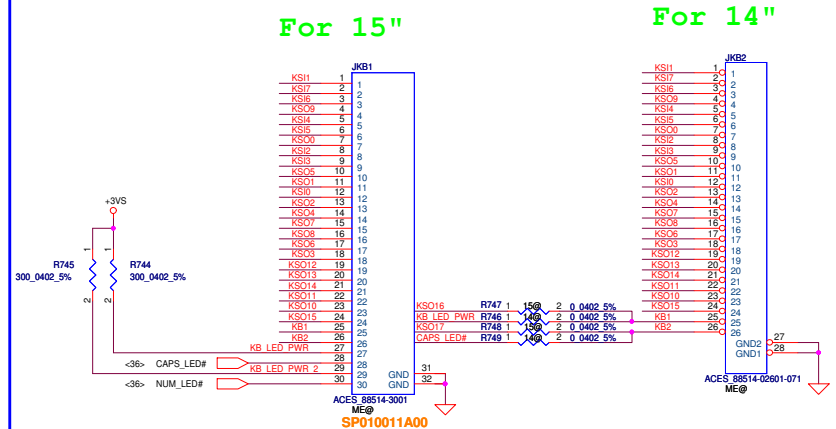 For 15"
For 14"
JKB1
KSI1 1 1
KSI7 2 2
KSI6 3 3
KSO9 4 4
KSI4 5 5
KSI5 6 6
KSO0 7 7
KSI2 8 8
KSI3 9 9
KSO5 10 10
KSO1 11 11
KSI0 12 12
KSO2 13 13
KSO4 14 14
KSO7 15 15
KSO8 16 16
KSO6 17 17
KSO3 18 18
KSO12 19 19
KSO13 20 20
KSO14 21 21
KSO11 22 22
KSO10 23 23
KSO15 24 24
KB1 25 25
KB2 26 26
KB_LED_PWR 27 27
<36> CAPS_LED# 28 28
KB_LED_PWR_2 29 29
<36> NUM_LED# 30 30
GND 31
GND 32
ACES_88514-3001
ME@
SP010011A00
+3VS
R745 1 2
300_0402_5%
R744 1 2
300_0402_5%
KSO16 R747 1 15@ 2 0_0402_5%
KB_LED_PWR R746 1 14@ 2 0_0402_5%
KSO17 R748 1 15@ 2 0_0402_5%
CAPS_LED# R749 1 14@ 2 0_0402_5%
JKB2
KSI1 1 1
KSI7 2 2
KSI6 3 3
KSO9 4 4
KSI4 5 5
KSI5 6 6
KSO0 7 7
KSI2 8 8
KSI3 9 9
KSO5 10 10
KSO1 11 11
KSI0 12 12
KSO2 13 13
KSO4 14 14
KSO7 15 15
KSO8 16 16
KSO6 17 17
KSO3 18 18
KSO12 19 19
KSO13 20 20
KSO14 21 21
KSO11 22 22
KSO10 23 23
KSO15 24 24
KB1 25 25
KB2 26 26
GND2 27
GND1 28
ACES_88514-02601-071
ME@